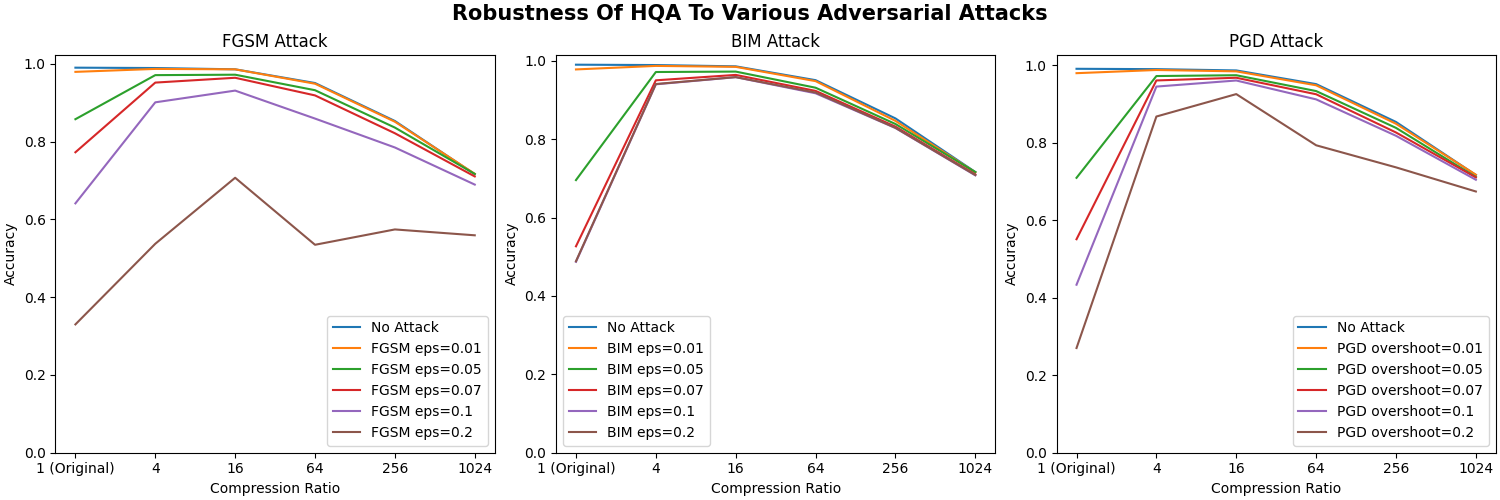 Robustness Of HQA To Various Adversarial Attacks
FGSM Attack
Accuracy
1.0
0.8
0.6
0.4
0.2
0.0
No Attack
FGSM eps=0.01
FGSM eps=0.05
FGSM eps=0.07
FGSM eps=0.1
FGSM eps=0.2
1 (Original) 4 16 64 256 1024
Compression Ratio
BIM Attack
Accuracy
1.0
0.8
0.6
0.4
0.2
0.0
No Attack
BIM eps=0.01
BIM eps=0.05
BIM eps=0.07
BIM eps=0.1
BIM eps=0.2
1 (Original) 4 16 64 256 1024
Compression Ratio
PGD Attack
Accuracy
1.0
0.8
0.6
0.4
0.2
0.0
No Attack
PGD overshoot=0.01
PGD overshoot=0.05
PGD overshoot=0.07
PGD overshoot=0.1
PGD overshoot=0.2
1 (Original) 4 16 64 256 1024
Compression Ratio